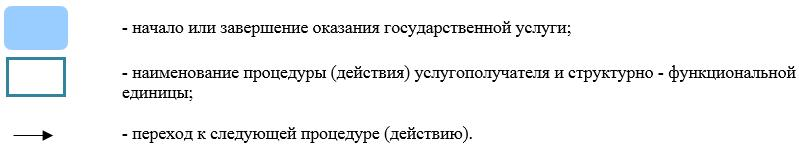 - начало или завершение оказания государственной услуги;
- наименование процедуры (действия) услугополучателя и структурно - функциональной
единицы;
- переход к следующей процедуре (действию).